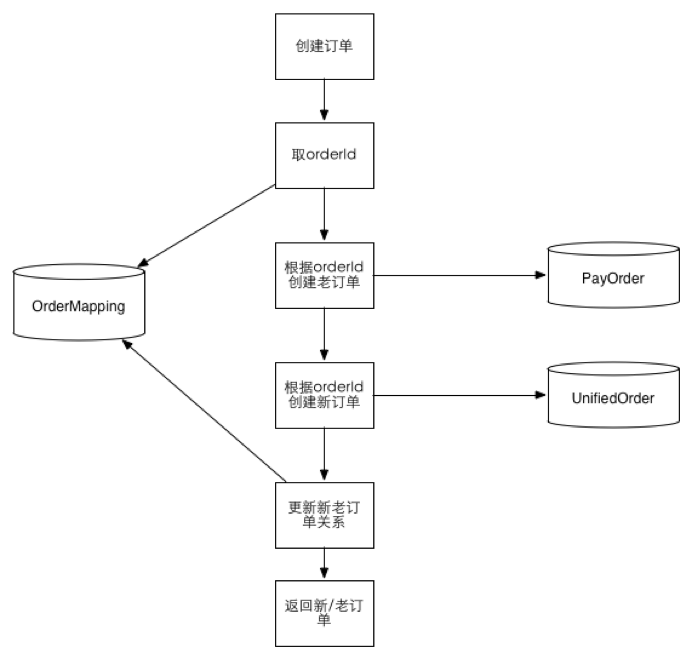 创建订单
取orderId
根据orderId
创建老订单
PayOrder
OrderMapping
根据orderId
创建新订单
UnifiedOrder
更新新老订
单关系
返回新/老订
单